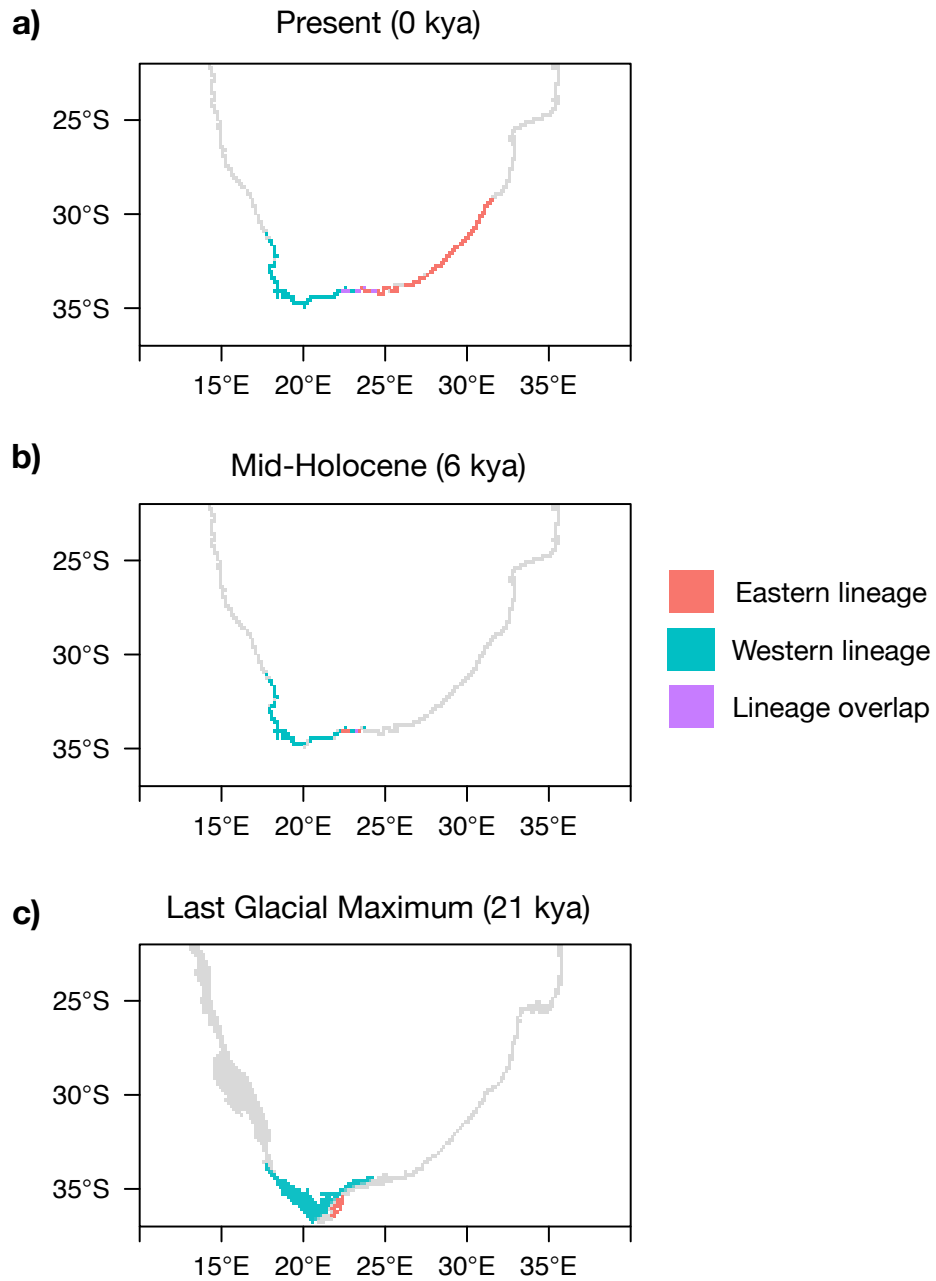 a)
Present (0 kya)
25°S
30°S
35°S
15°E 20°E 25°E 30°E 35°E
b)
Mid-Holocene (6 kya)
25°S
30°S
35°S
15°E 20°E 25°E 30°E 35°E
Eastern lineage
Western lineage
Lineage overlap
c)
Last Glacial Maximum (21 kya)
25°S
30°S
35°S
15°E 20°E 25°E 30°E 35°E